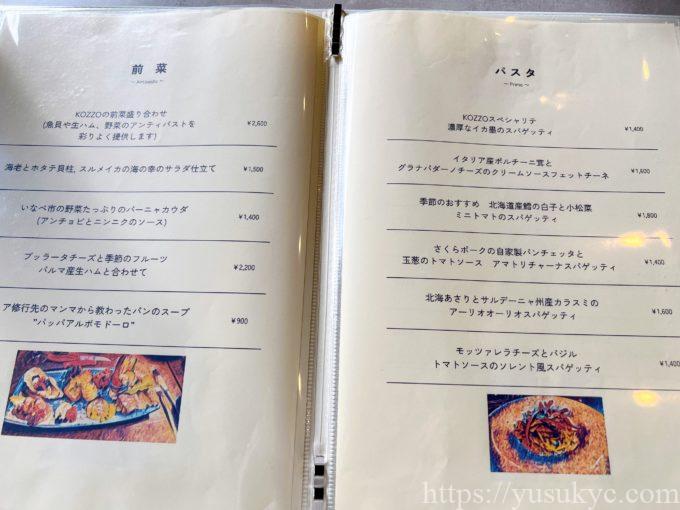 前 菜
~ Antipasto ~
KOZZOの前菜盛り合わせ
(魚貝や生ハム、野菜のアンティパストを
彩りよく提供します)
¥2,600
海老とホタテ貝柱, スルメイカの海の幸のサラダ仕立て ¥1,500
いなべ市の野菜たっぷりのバーニャカウダ
(アンチョビとニンニクのソース)
¥1,400
ブッラータチーズと季節のフルーツ
パルマ産生ハムと合わせて
¥2,200
ア修行先のマンマから教わったパンのスープ
"パッパアルポモドーロ"
¥900
パスタ
~ Primo ~
KOZZOスペシャリテ
濃厚なイカ墨のスパゲッティ
¥1,400
イタリア産ポルチーニ茸と
グラナパダーノチーズのクリームソースフェットチーネ
¥1,600
季節のおすすめ 北海道産鱈の白子と小松菜
ミニトマトのスパゲッティ
¥1,800
さくらポークの自家製パンチェッタと
玉葱のトマトソース アマトリチャーナスパゲッティ
¥1,400
北海あさりとサルデーニャ州産カラスミの
アーリオオーリオスパゲッティ
¥1,600
モッツァレラチーズとバジル
トマトソースのソレント風スパゲッティ
¥1,400
https://yusukyc.com